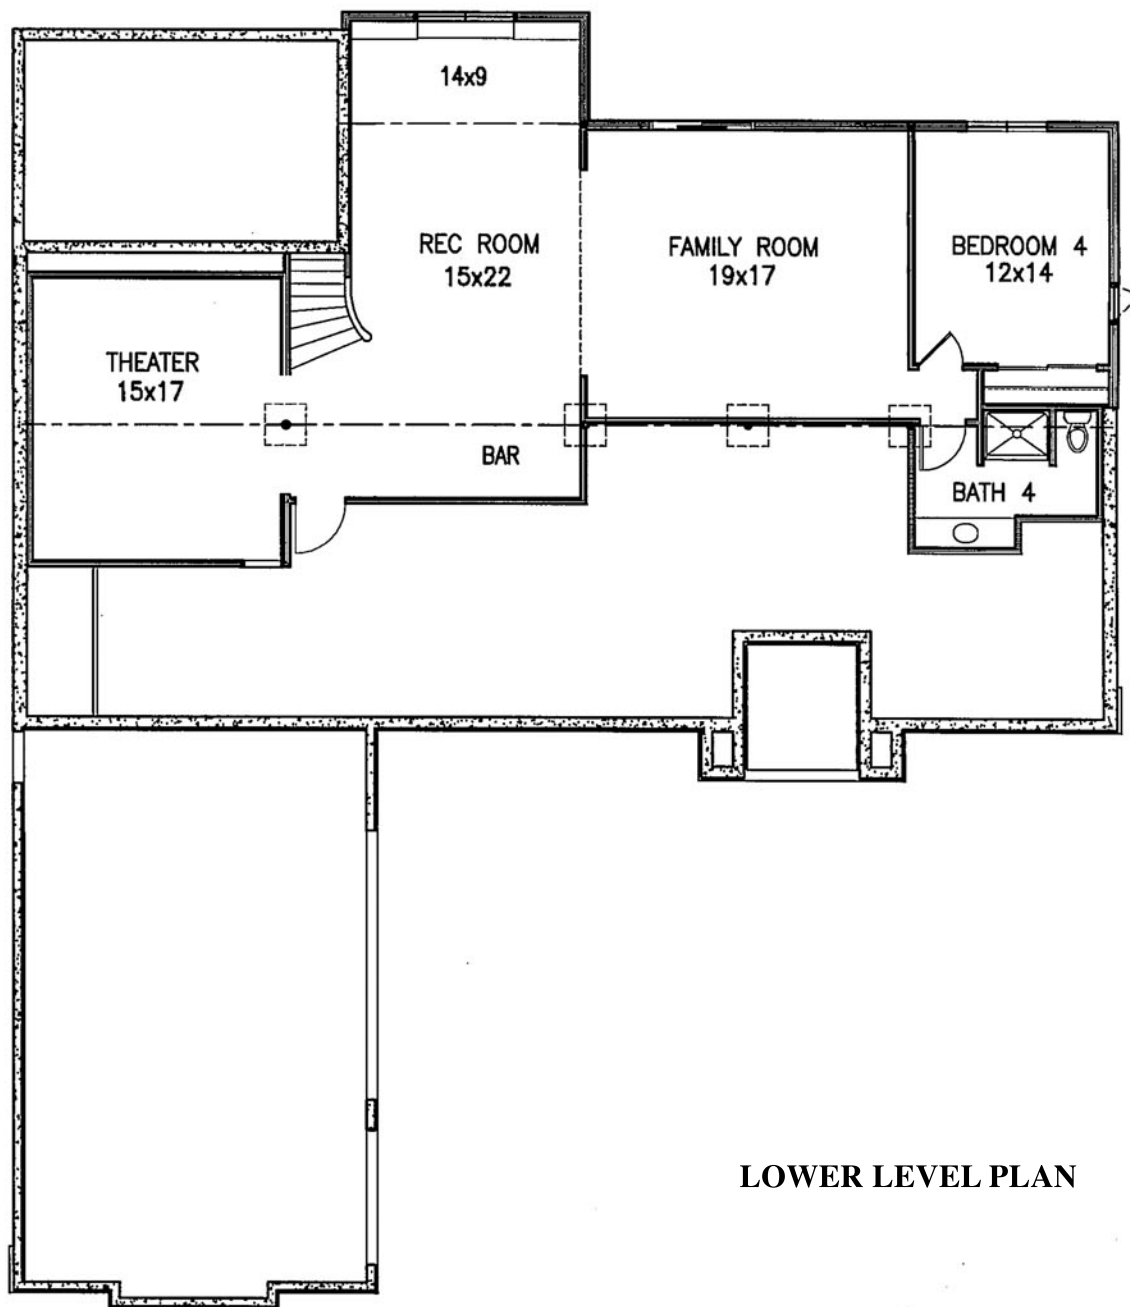 14x9
REC ROOM
15x22
FAMILY ROOM
19x17
BEDROOM 4
12x14
THEATER
15x17
BAR
BATH 4
LOWER LEVEL PLAN